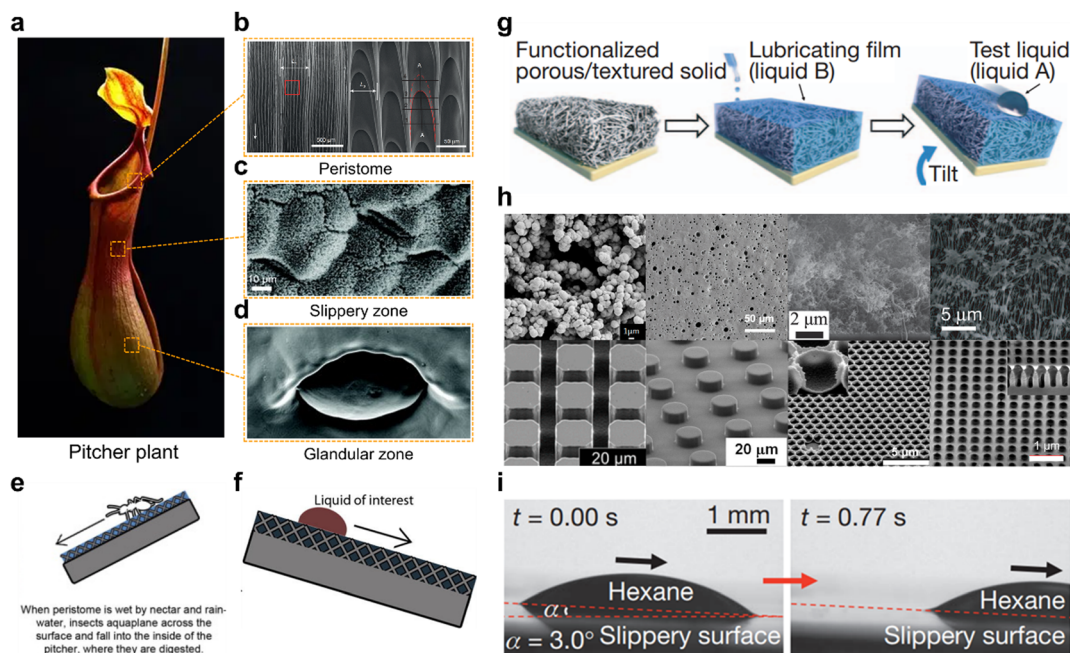 a
b
A
A
500 μm
Peristome
c
10 μm
Slippery zone
d
Glandular zone
Pitcher plant
e
When peristome is wet by nectar and rain-
water, insects aquaplane across the
surface and fall into the inside of the
pitcher, where they are digested.
f
Liquid of interest
g
Functionalized
porous/textured solid
Lubricating film
(liquid B)
Test liquid
(liquid A)
Tilt
h
1μm
50 μm
2 μm
5 μm
20 μm
20 μm
5 μm
1 μm
i
t = 0.00 s
1 mm
Hexane
α
α = 3.0° Slippery surface
t = 0.77 s
Hexane
Slippery surface